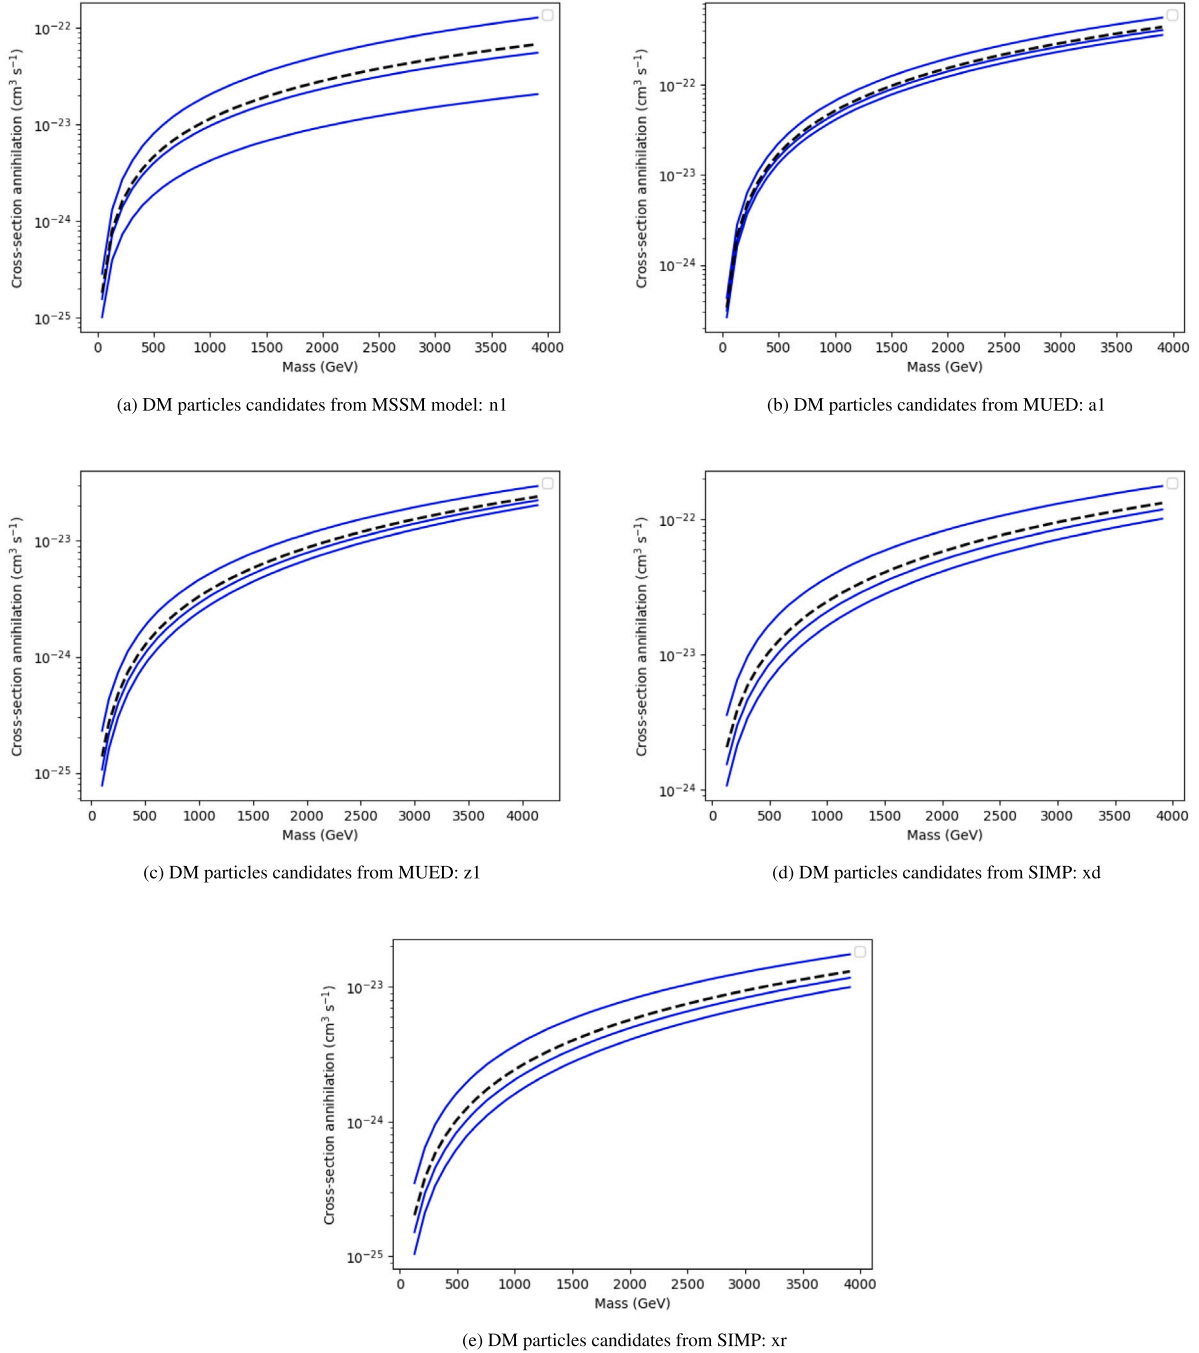 10⁻²²
10⁻²³
10⁻²⁴
10⁻²⁵
Cross-section annihilation (cm³ s⁻¹)
0 500 1000 1500 2000 2500 3000 3500 4000
Mass (GeV)
(a) DM particles candidates from MSSM model: n1
10⁻²²
10⁻²³
10⁻²⁴
Cross-section annihilation (cm³ s⁻¹)
0 500 1000 1500 2000 2500 3000 3500 4000
Mass (GeV)
(b) DM particles candidates from MUED: a1
10⁻²³
10⁻²⁴
10⁻²⁵
Cross-section annihilation (cm³ s⁻¹)
0 500 1000 1500 2000 2500 3000 3500 4000
Mass (GeV)
(c) DM particles candidates from MUED: z1
10⁻²²
10⁻²³
10⁻²⁴
Cross-section annihilation (cm³ s⁻¹)
0 500 1000 1500 2000 2500 3000 3500 4000
Mass (GeV)
(d) DM particles candidates from SIMP: xd
10⁻²³
10⁻²⁴
10⁻²⁵
Cross-section annihilation (cm³ s⁻¹)
0 500 1000 1500 2000 2500 3000 3500 4000
Mass (GeV)
(e) DM particles candidates from SIMP: xr